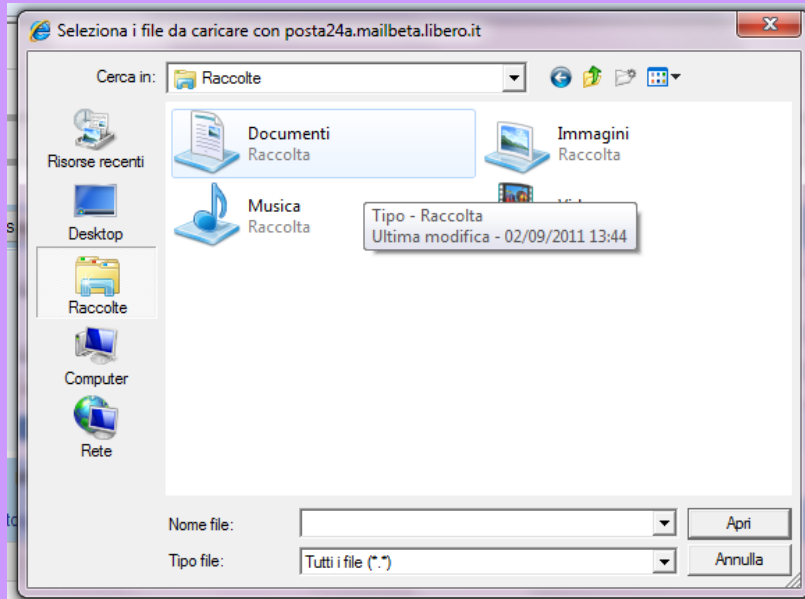 Seleziona i file da caricare con posta24a.mailbeta.libero.it
Cerca in:
Raccolte
Risorse recenti
Desktop
Raccolte
Computer
Rete
Documenti
Raccolta
Immagini
Raccolta
Musica
Raccolta
Tipo - Raccolta
Ultima modifica - 02/09/2011 13:44
Nome file:
Apri
Tipo file:
Tutti i file (*.*)
Annulla